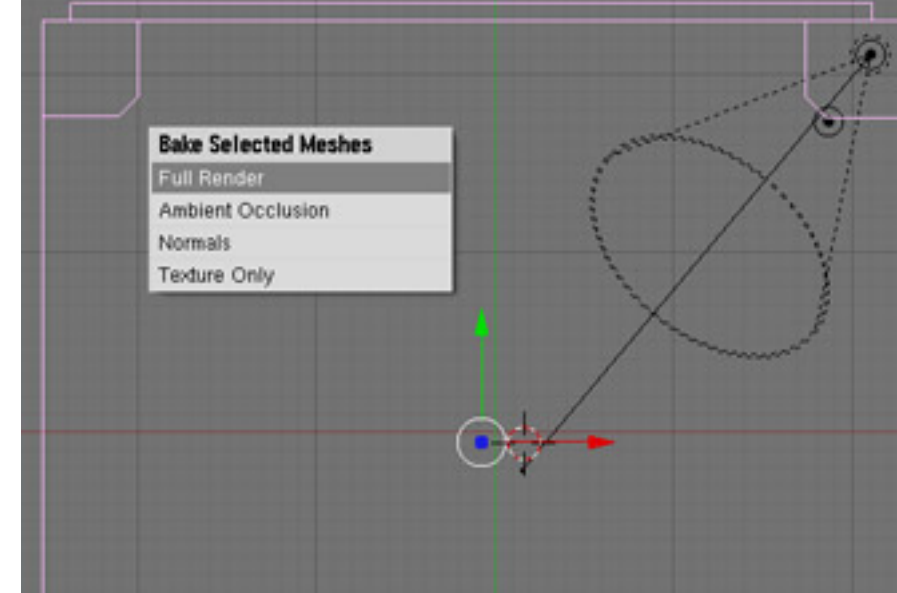 Bake Selected Meshes
Full Render
Ambient Occlusion
Normals
Texture Only